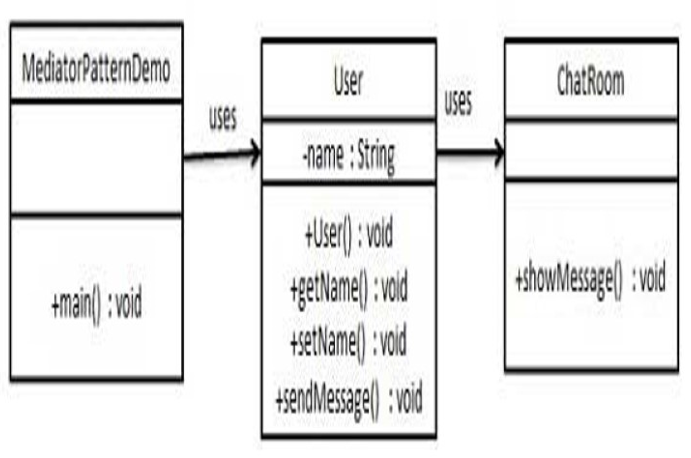 MediatorPatternDemo
+main() : void
uses
User
-name : String
+User() : void
+getName() : void
+setName() : void
+sendMessage() : void
uses
ChatRoom
+showMessage() : void